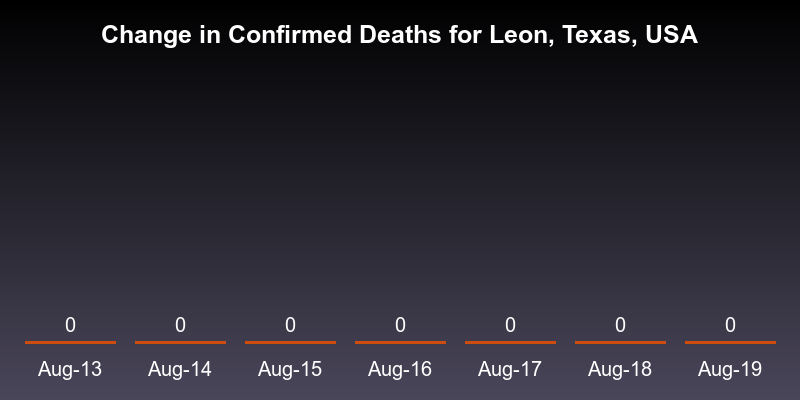 Change in Confirmed Deaths for Leon, Texas, USA
0 0 0 0 0 0 0
Aug-13 Aug-14 Aug-15 Aug-16 Aug-17 Aug-18 Aug-19